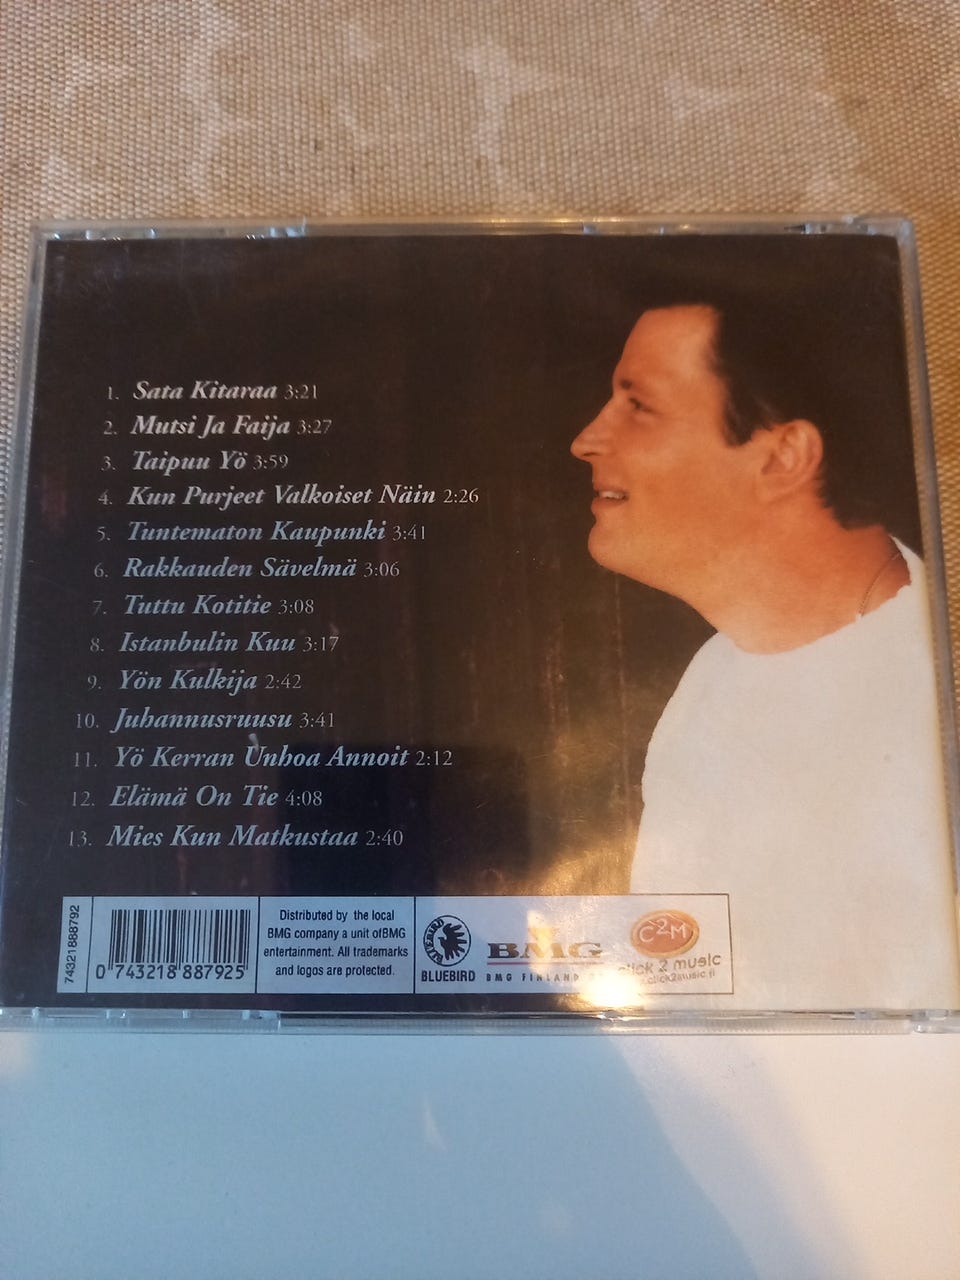 1. Sata Kitaraa 3:21
2. Mutsi Ja Faija 3:27
3. Taipuu Yö 3:59
4. Kun Purjeet Valkoiset Näin 2:26
5. Tuntematon Kaupunki 3:41
6. Rakkauden Sävelmä 3:06
7. Tuttu Kotitie 3:08
8. Istanbulin Kuu 3:17
9. Yön Kulkija 2:42
10. Juhannusruusu 3:41
11. Yö Kerran Unhoa Annoit 2:12
12. Elämä On Tie 4:08
13. Mies Kun Matkustaa 2:40
74321888792
0 743218 887925
Distributed by the local
BMG company a unit ofBMG
entertainment. All trademarks
and logos are protected.
BLUEBIRD
BLUEBIRD
BMG
BMG FINLAND
C2M
click 2 music
click2music.fi